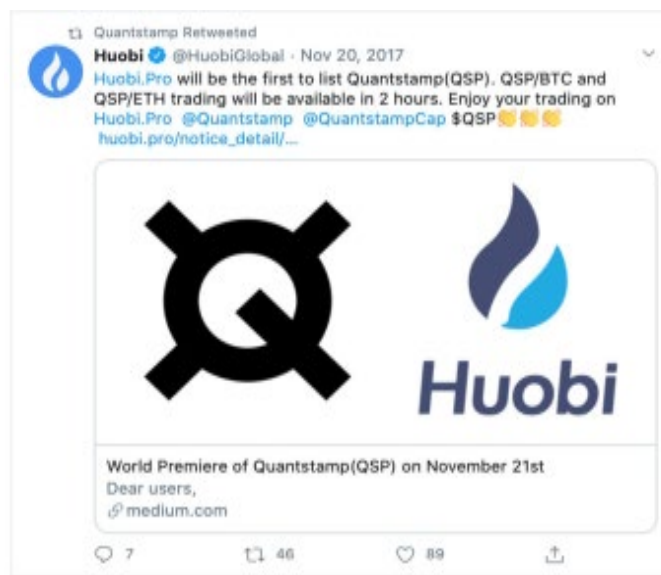 Quantstamp Retweeted
Huobi @HuobiGlobal · Nov 20, 2017
Huobi.Pro will be the first to list Quantstamp(QSP). QSP/BTC and
QSP/ETH trading will be available in 2 hours. Enjoy your trading on
Huobi.Pro @Quantstamp @QuantstampCap $QSP👏👏👏
huobi.pro/notice_detail/...
Huobi
World Premiere of Quantstamp(QSP) on November 21st
Dear users,
medium.com
7 46 89